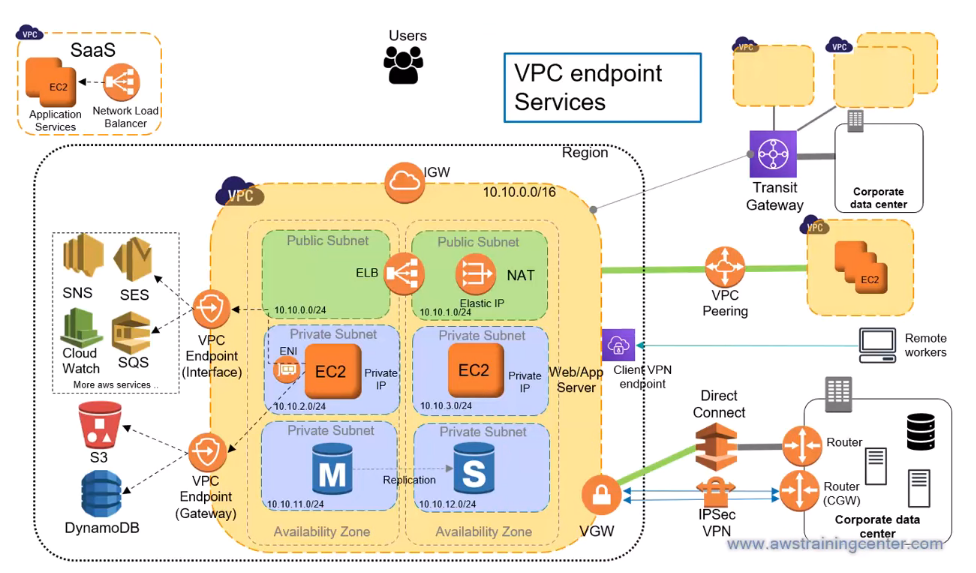 VPC
SaaS
EC2
Application
Services
Network Load
Balancer
Users
VPC endpoint
Services
VPC
VPC
Transit
Gateway
Corporate
data center
Region
IGW
VPC
10.10.0.0/16
Availability Zone
Availability Zone
Public Subnet
10.10.0.0/24
ELB
Public Subnet
NAT
Elastic IP
10.10.1.0/24
Private Subnet
ENI
EC2
Private
IP
10.10.2.0/24
Private Subnet
EC2
Private
IP
10.10.3.0/24
Web/App
Server
Private Subnet
M
10.10.11.0/24
Replication
Private Subnet
S
10.10.12.0/24
SNS
SES
Cloud
Watch
SQS
More aws services ..
VPC
Endpoint
(Interface)
S3
DynamoDB
VPC
Endpoint
(Gateway)
VPC
Peering
VPC
EC2
Client VPN
endpoint
Remote
workers
Direct
Connect
Router
VGW
IPSec
VPN
Router
(CGW)
Corporate data
center
www.awstrainingcenter.com